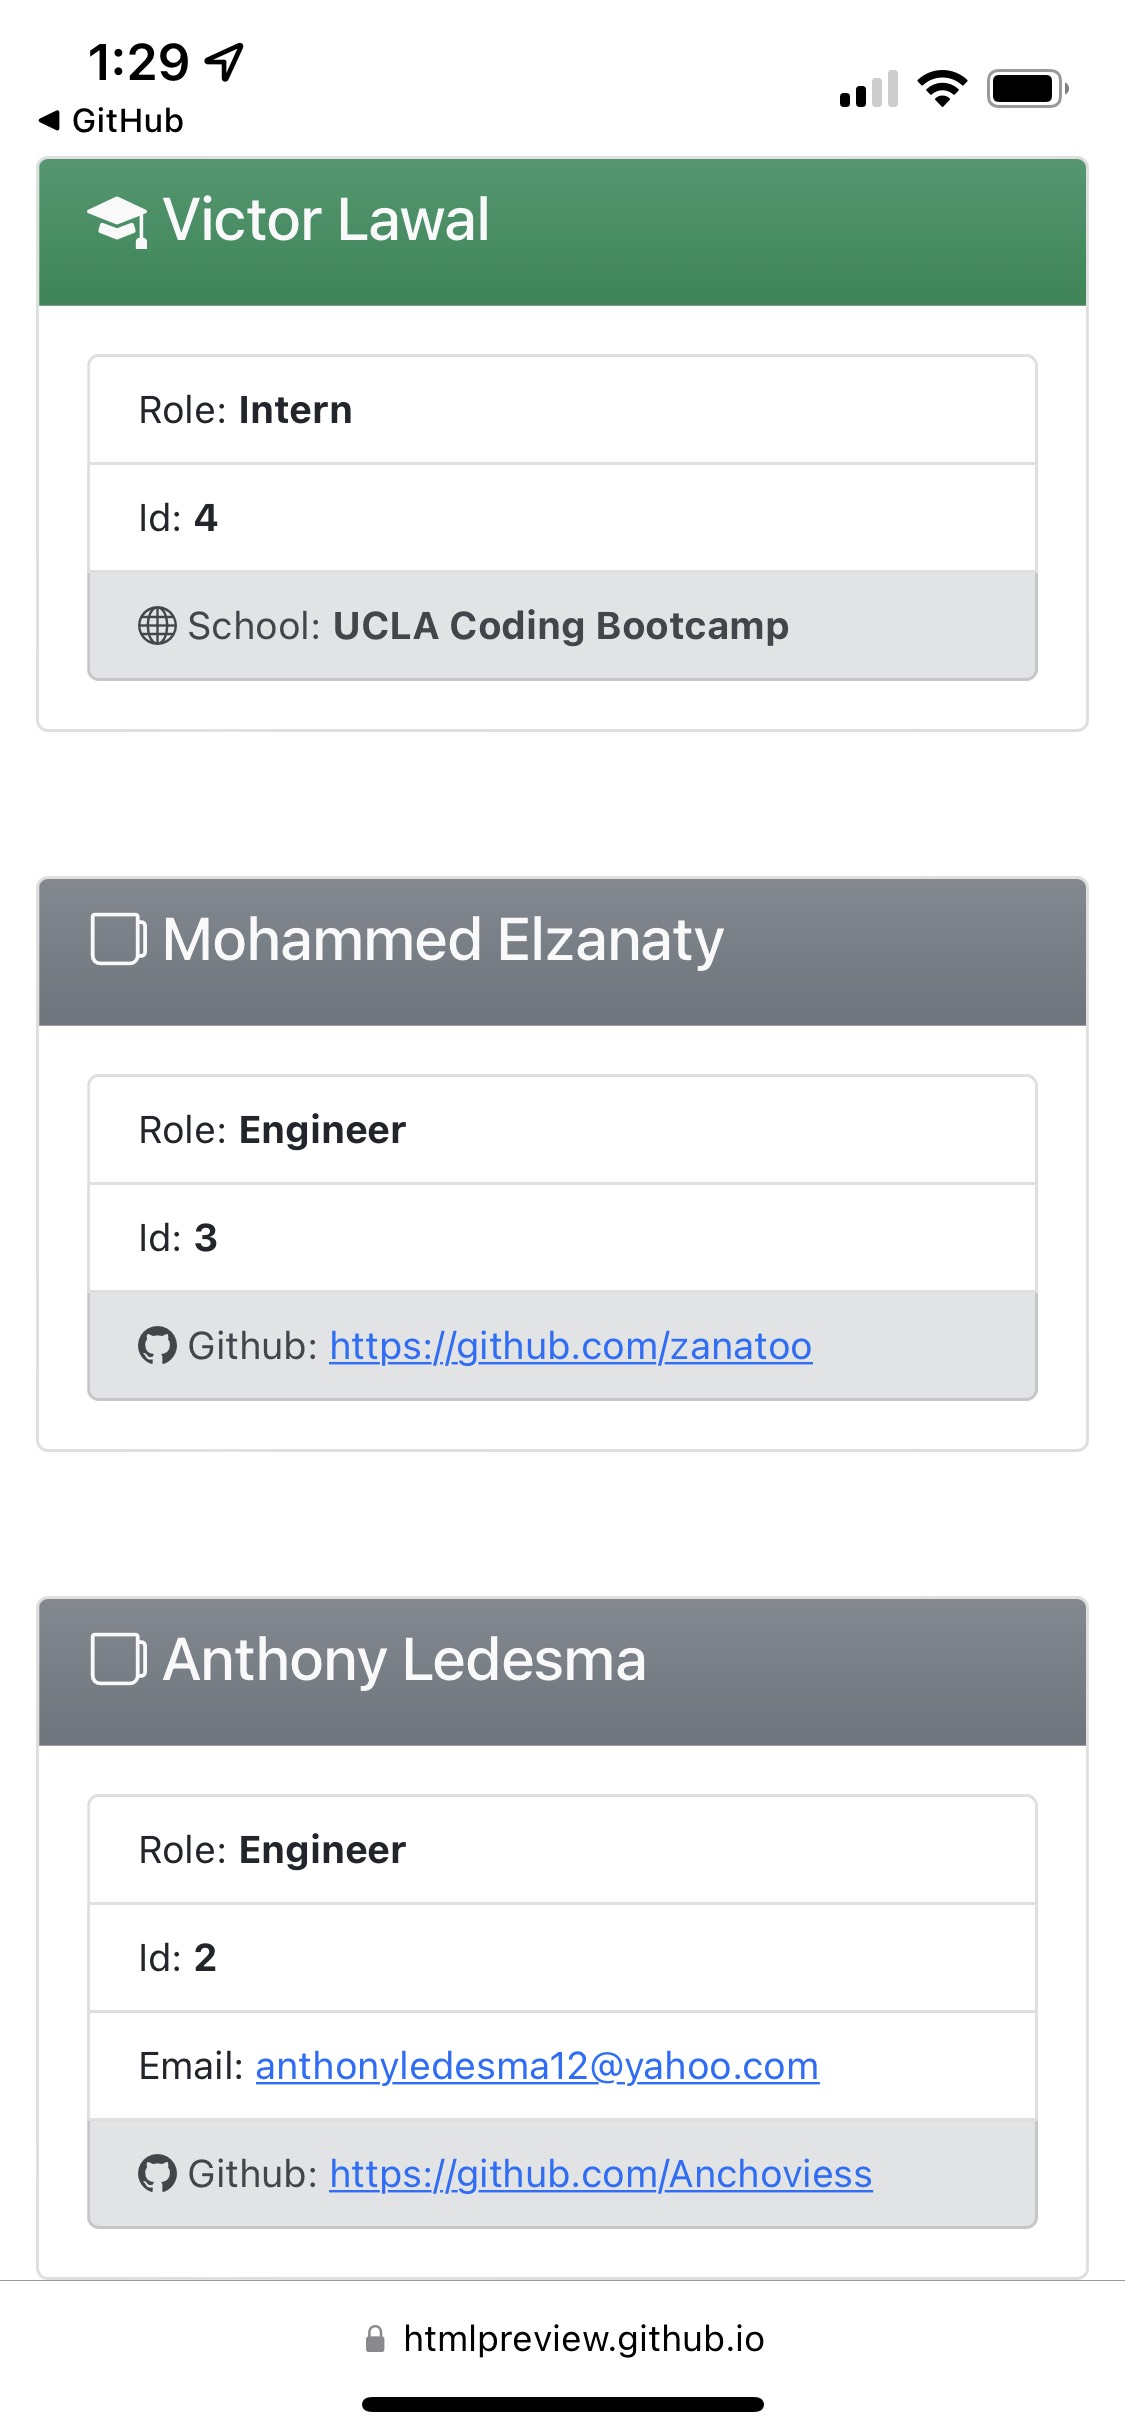 1:29
GitHub
Victor Lawal
Role: Intern
Id: 4
School: UCLA Coding Bootcamp
Mohammed Elzanaty
Role: Engineer
Id: 3
Github: https://github.com/zanatoo
Anthony Ledesma
Role: Engineer
Id: 2
Email: anthonyledesma12@yahoo.com
Github: https://github.com/Anchoviess
htmlpreview.github.io